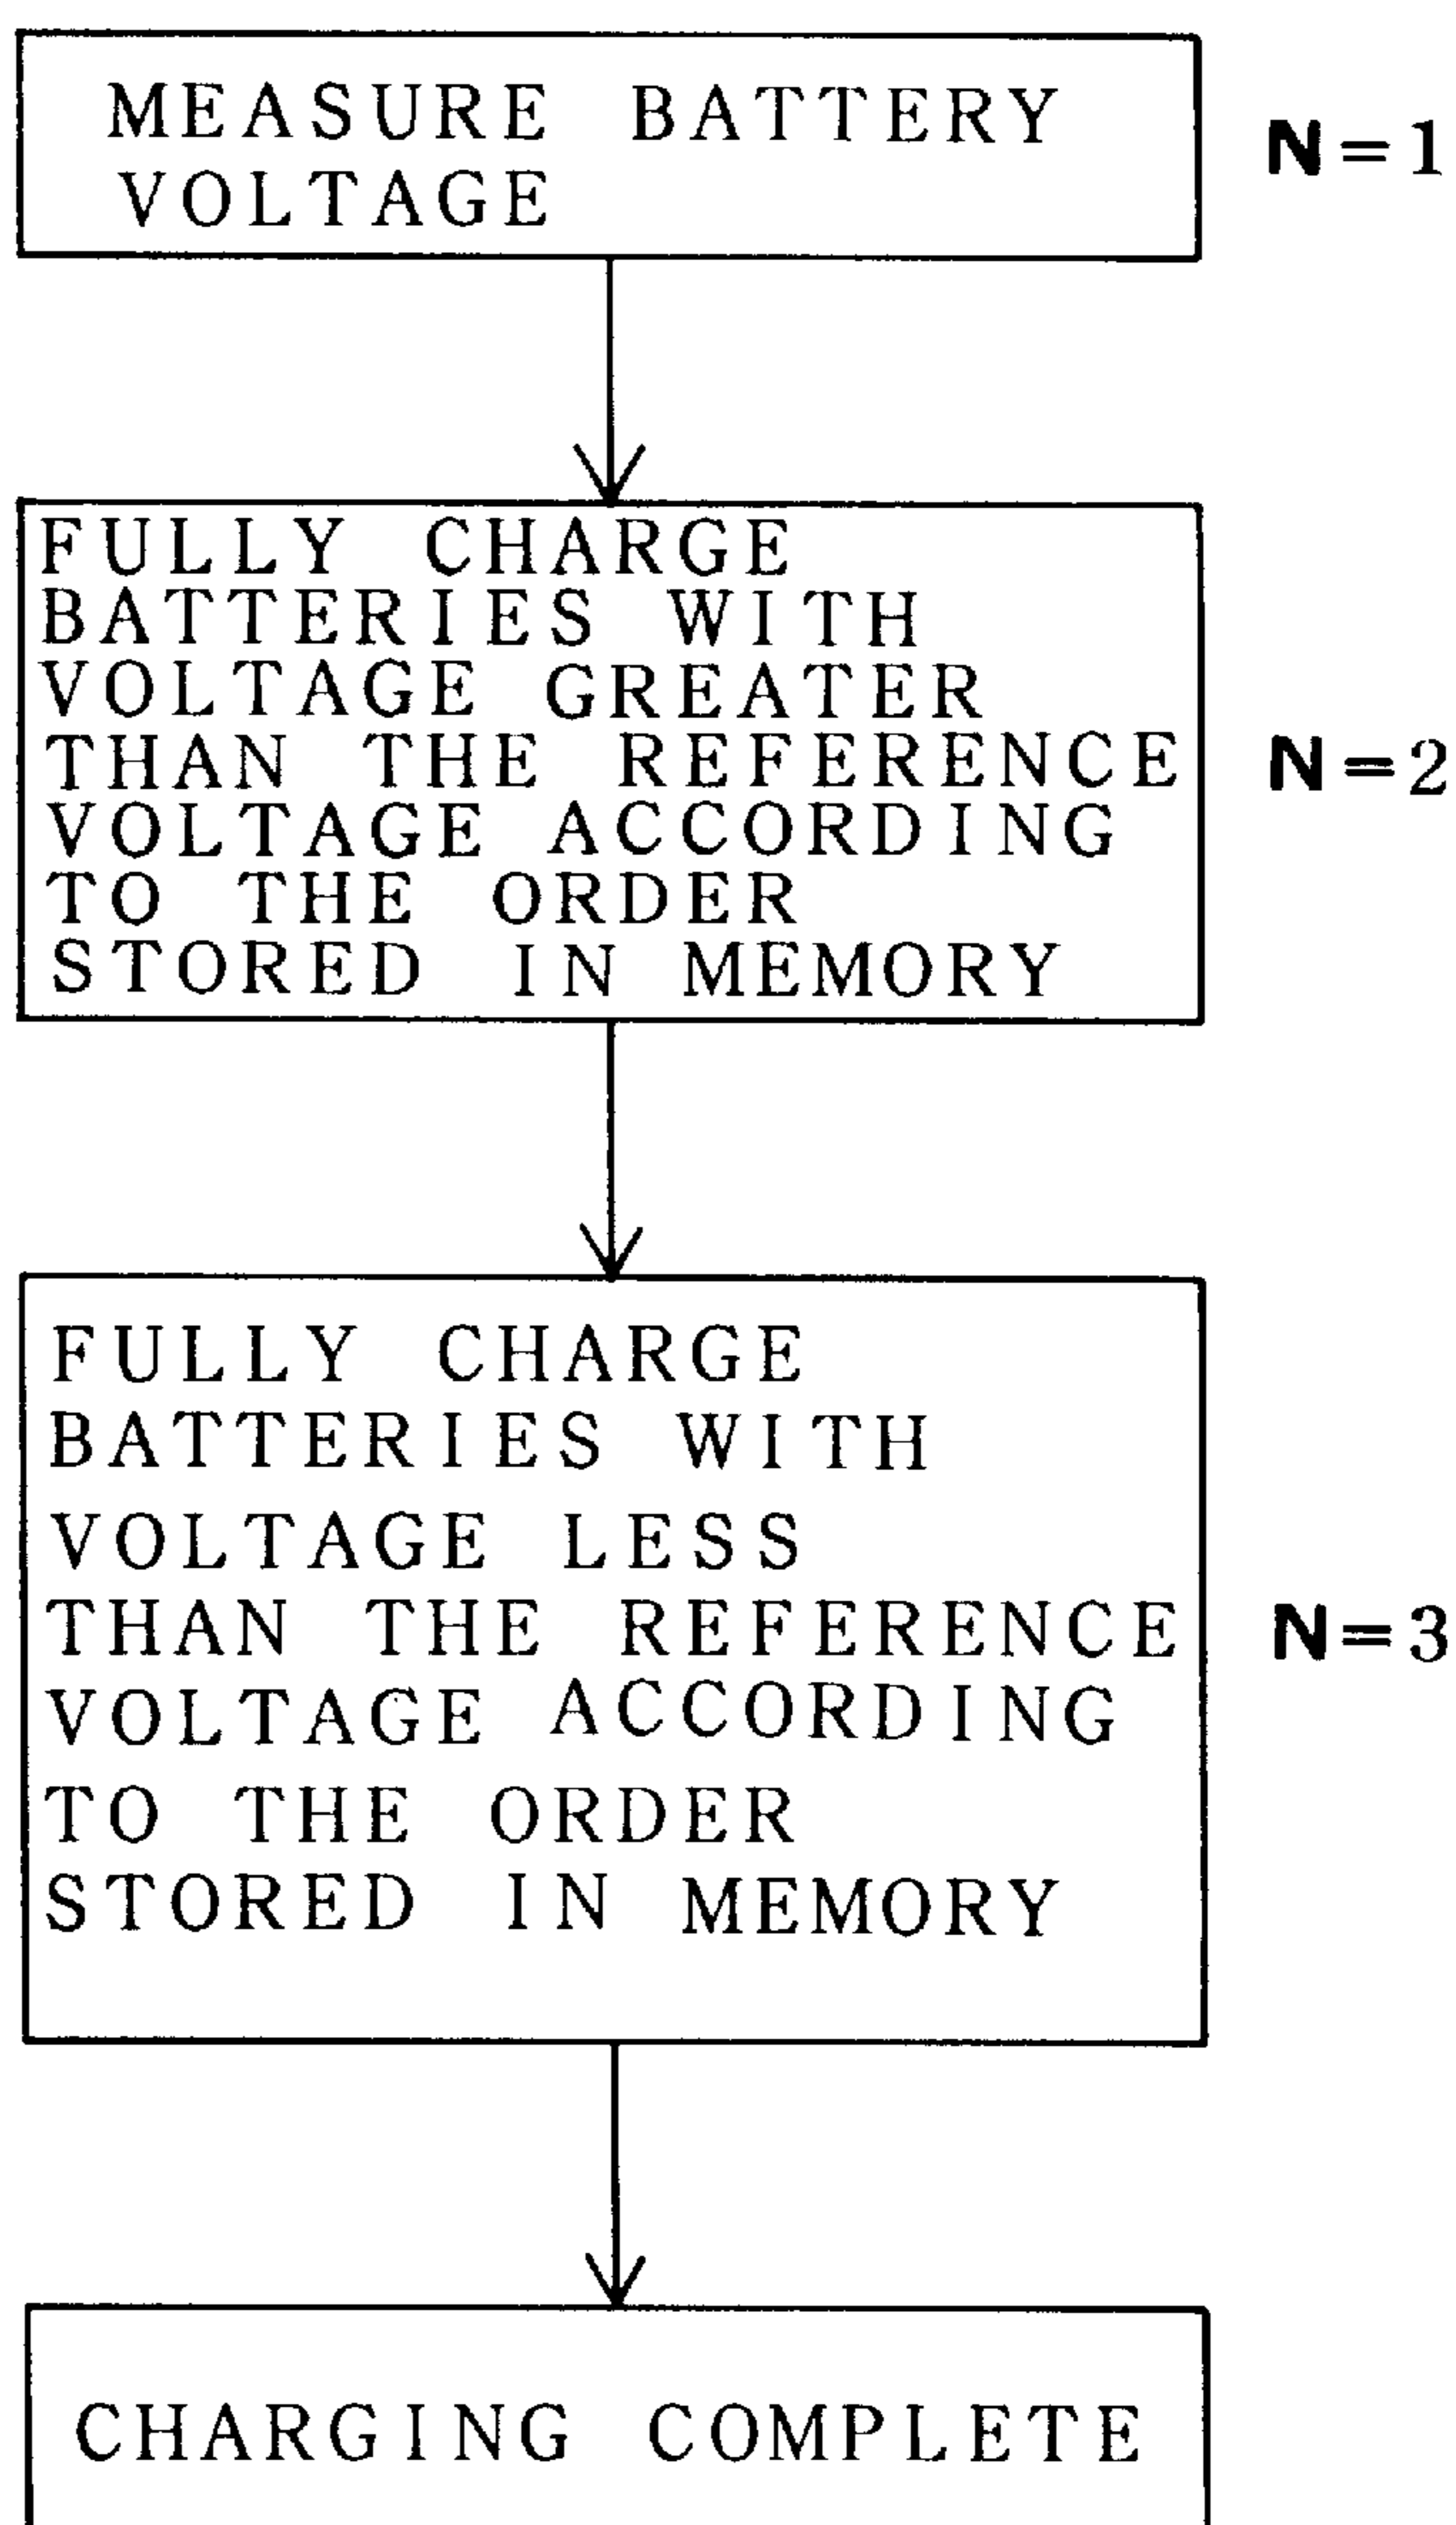 MEASURE BATTERY
VOLTAGE
N=1
FULLY CHARGE
BATTERIES WITH
VOLTAGE GREATER
THAN THE REFERENCE
VOLTAGE ACCORDING
TO THE ORDER
STORED IN MEMORY
N=2
FULLY CHARGE
BATTERIES WITH
VOLTAGE LESS
THAN THE REFERENCE
VOLTAGE ACCORDING
TO THE ORDER
STORED IN MEMORY
N=3
CHARGING COMPLETE